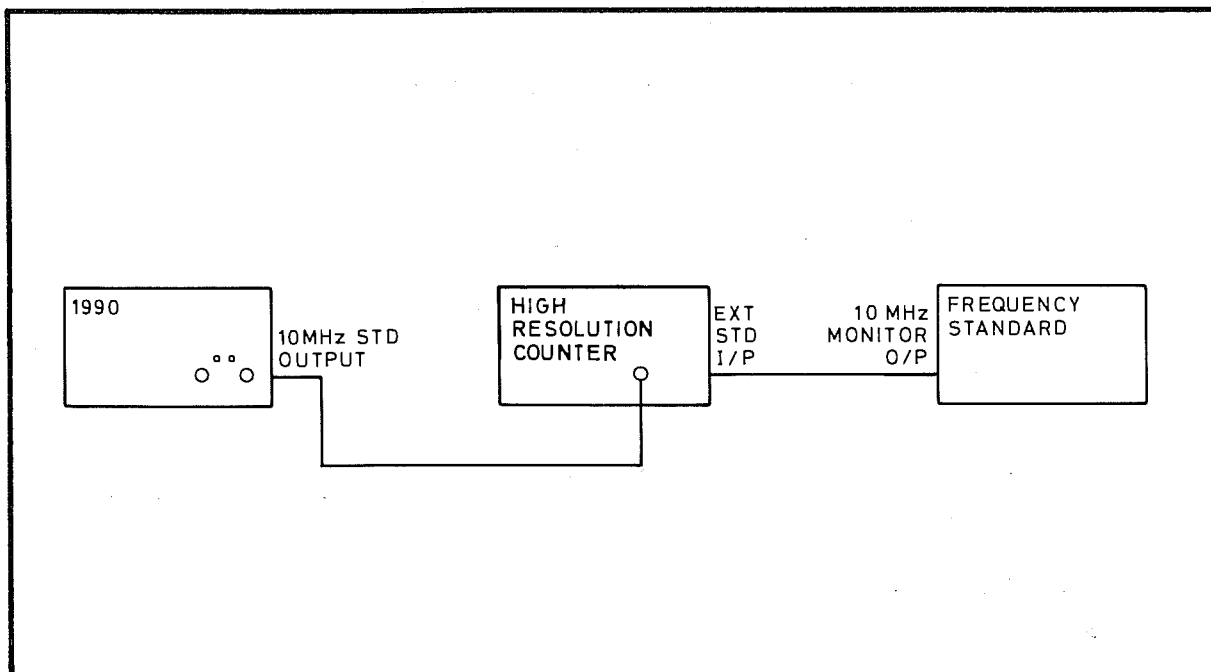 1990
10MHz STD
OUTPUT
HIGH
RESOLUTION
COUNTER
EXT
STD
I/P
10 MHz
MONITOR
O/P
FREQUENCY
STANDARD